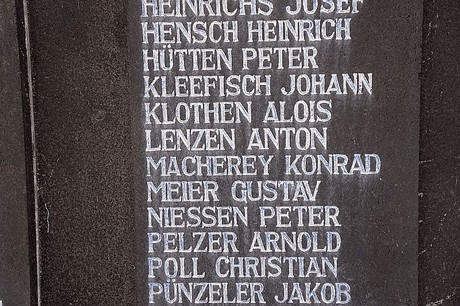 HEINRICHS JOSEF
HENSCH HEINRICH
HÜTTEN PETER
KLEEFISCH JOHANN
KLOTHEN ALOIS
LENZEN ANTON
MACHEREY KONRAD
MEIER GUSTAV
NIESSEN PETER
PELZER ARNOLD
POLL CHRISTIAN
PÜNZELER JAKOB